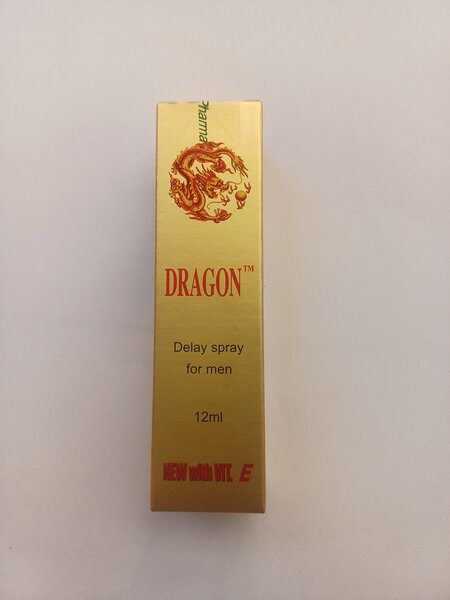 Pharma
DRAGON™
Delay spray
for men
12ml
NEW with VIT. E